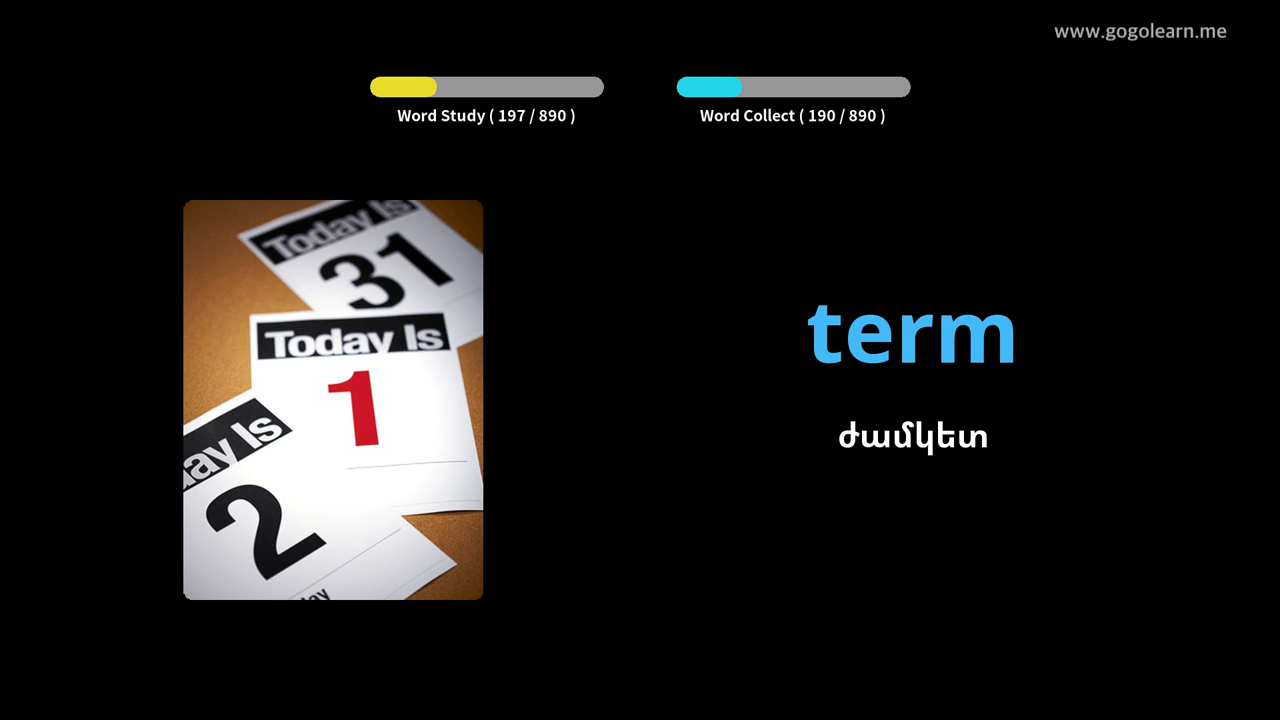 www.gogolearn.me
Word Study ( 197 / 890 )
Word Collect ( 190 / 890 )
Today Is
31
Today Is
1
ay Is
2
term
ժամկետ